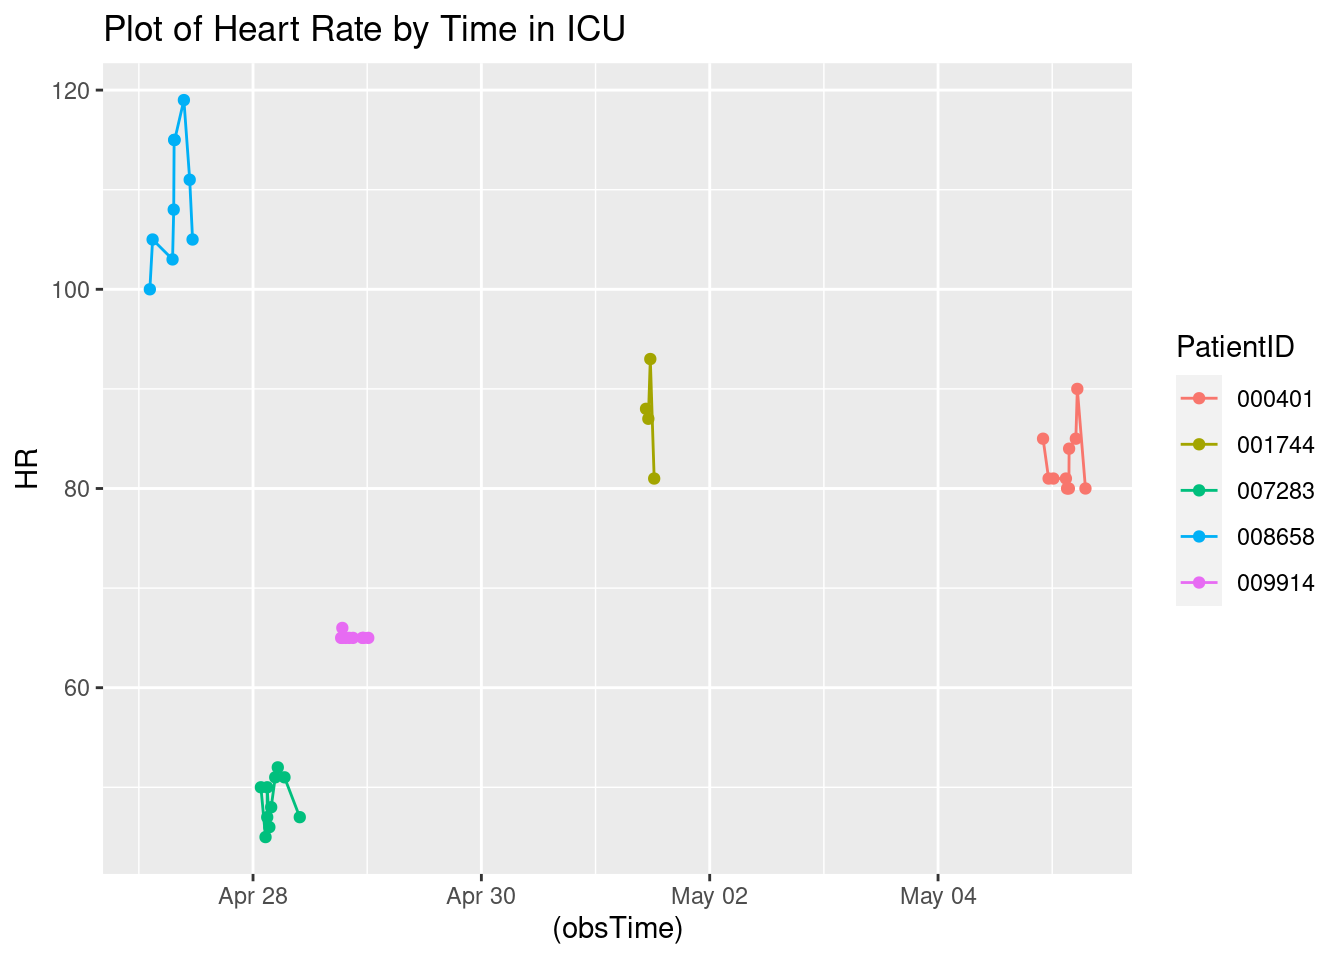 Plot of Heart Rate by Time in ICU
120
100
80
60
HR
Apr 28
Apr 30
May 02
May 04
(obsTime)
PatientID
000401
001744
007283
008658
009914